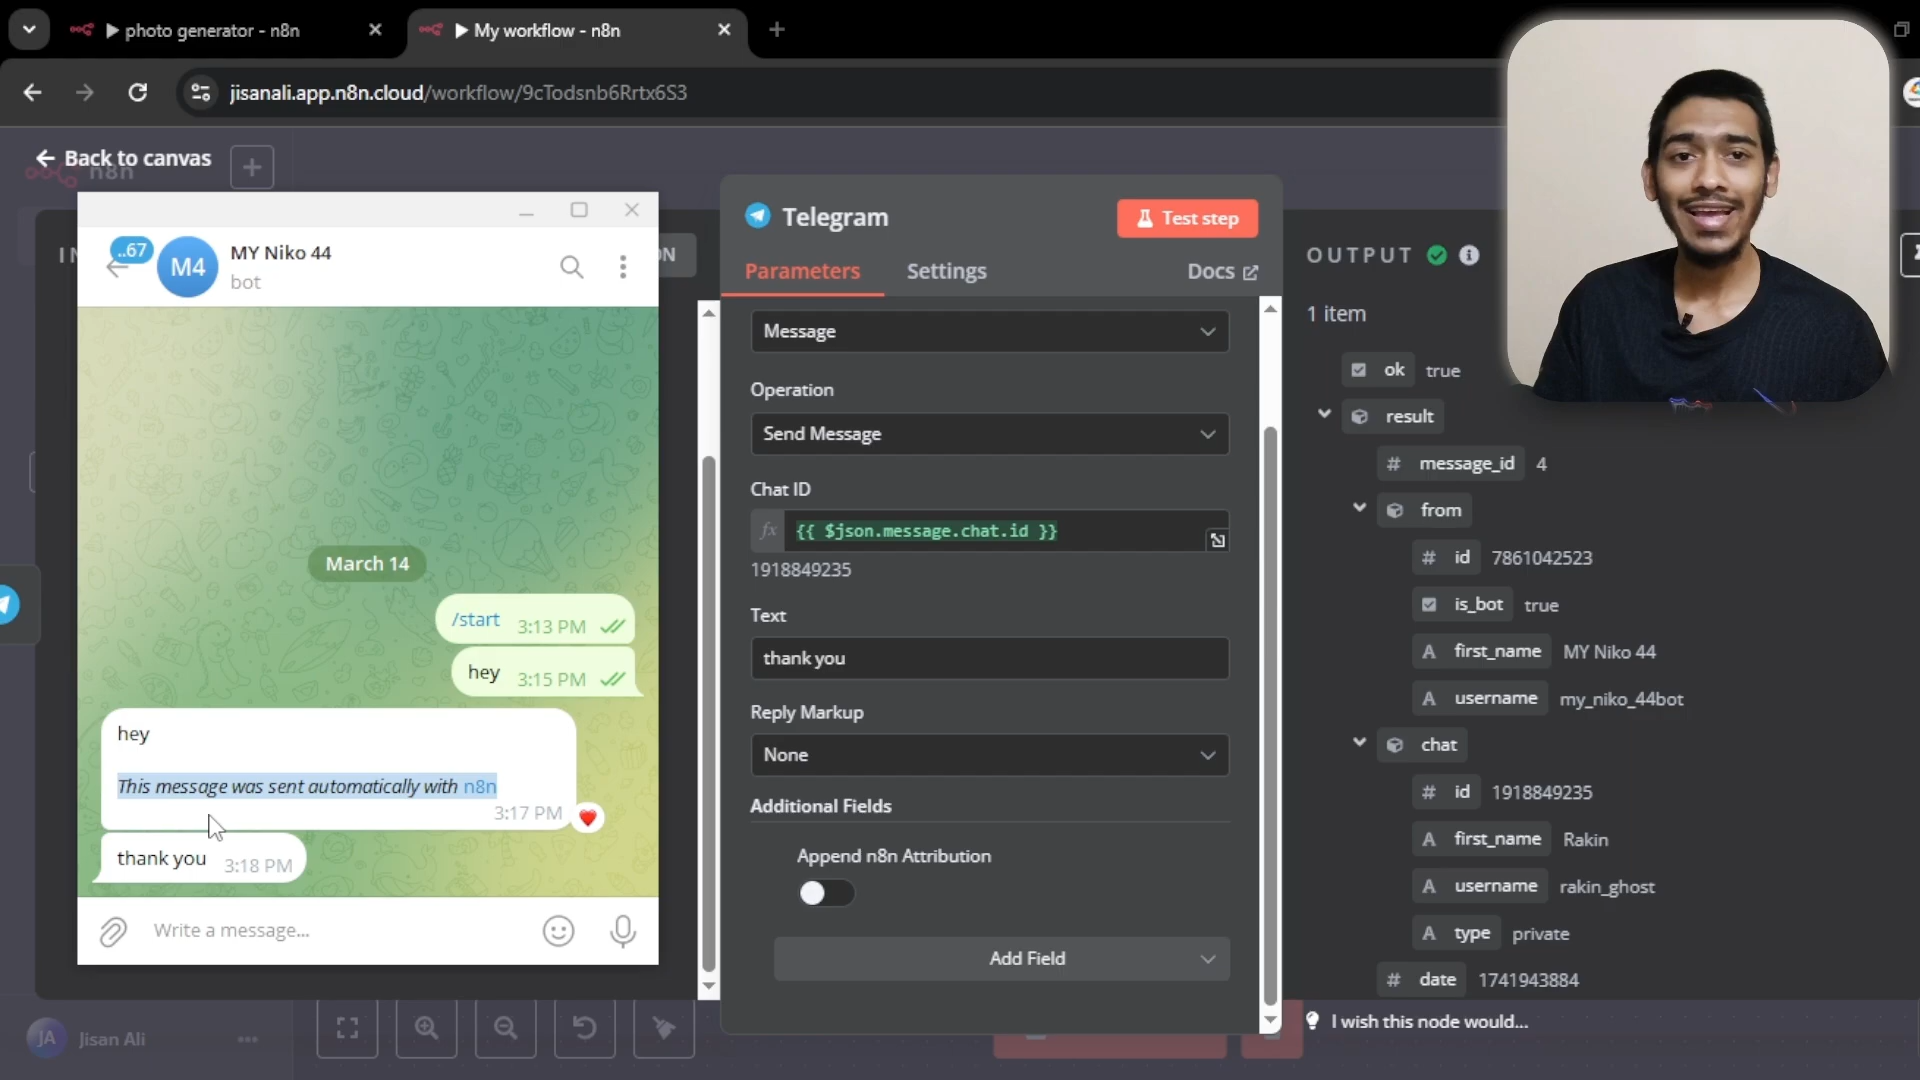 photo generator - n8n
My workflow - n8n
jisanali.app.n8n.cloud/workflow/9cTodsnb6Rrtx6S3
Back to canvas
n8n
..67
M4
MY Niko 44
bot
March 14
/start 3:13 PM
hey 3:15 PM
hey
This message was sent automatically with n8n
3:17 PM
thank you 3:18 PM
Write a message...
JA
Jisan Ali
Telegram
Test step
Parameters
Settings
Docs
Message
Operation
Send Message
Chat ID
fx {{ $json.message.chat.id }}
1918849235
Text
thank you
Reply Markup
None
Additional Fields
Append n8n Attribution
Add Field
OUTPUT
1 item
ok true
result
# message_id 4
from
# id 7861042523
is_bot true
A first_name MY Niko 44
A username my_niko_44bot
chat
# id 1918849235
A first_name Rakin
A username rakin_ghost
A type private
# date 1741943884
I wish this node would...